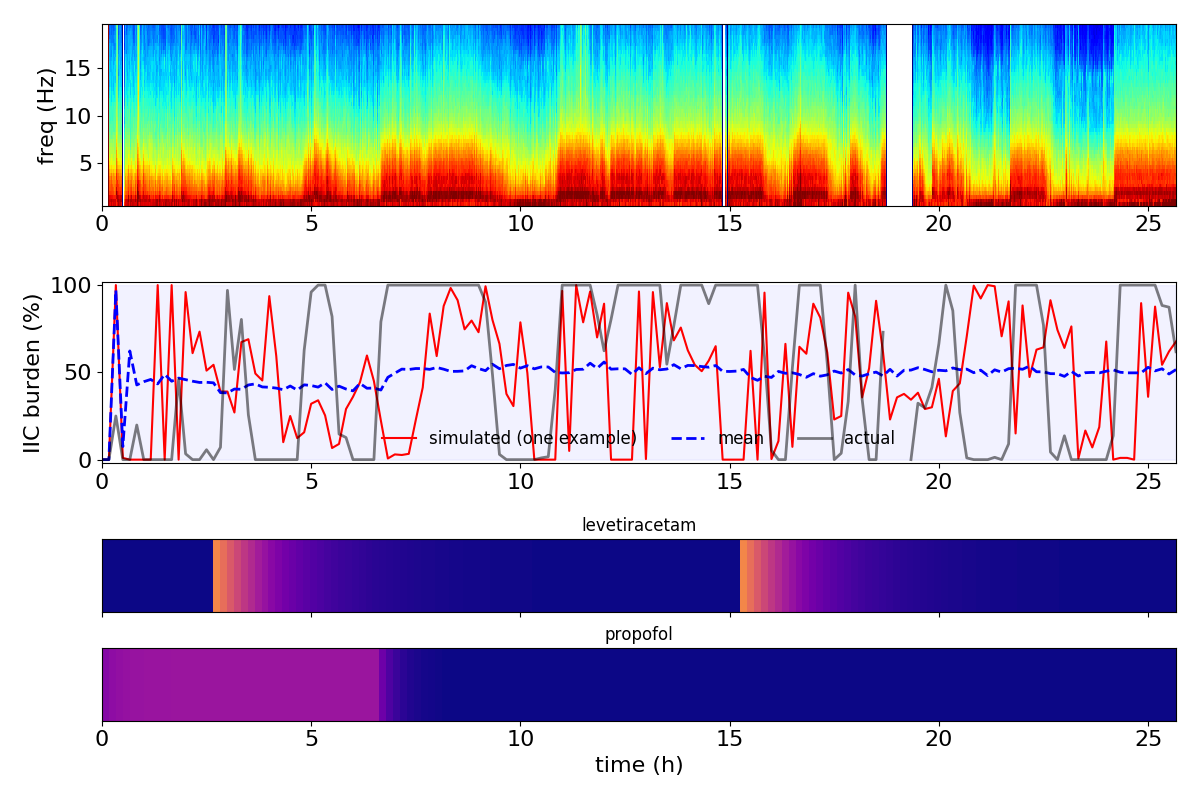 freq (Hz)
15
10
5
0 5 10 15 20 25
IIC burden (%)
100
50
0
simulated (one example) mean actual
0 5 10 15 20 25
levetiracetam
propofol
0 5 10 15 20 25
time (h)